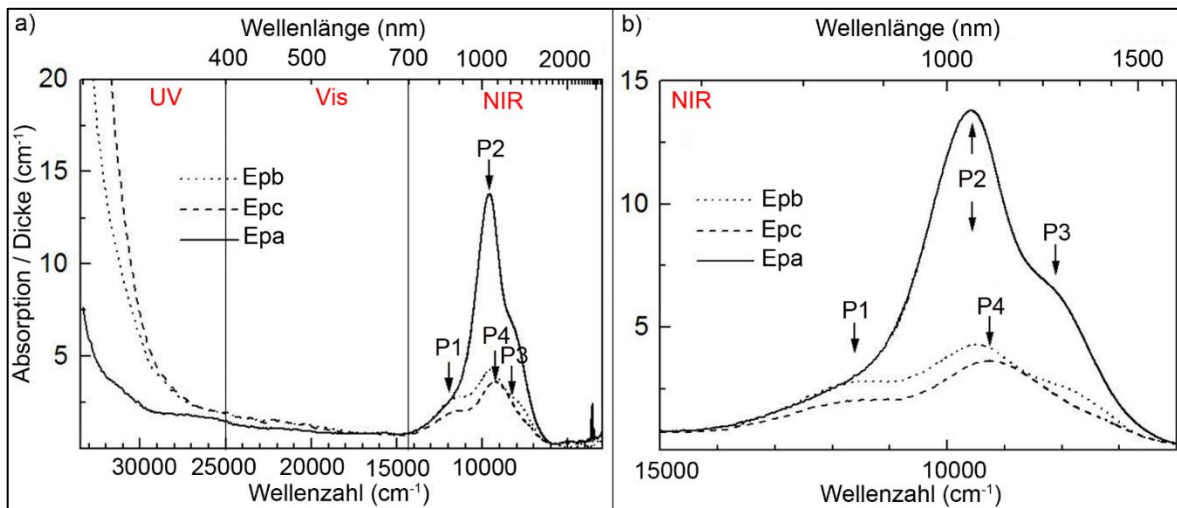 a)
Wellenlänge (nm)
400 500 600 700 1000 2000
UV Vis NIR
20
15
10
5
Absorption / Dicke (cm⁻¹)
Epb
Epc
Epa
P2
P1
P4
P3
30000 25000 20000 15000 10000
Wellenzahl (cm⁻¹)
b)
Wellenlänge (nm)
1000 1500
NIR
15
10
5
Epb
Epc
Epa
P2
P3
P1
P4
15000 10000
Wellenzahl (cm⁻¹)